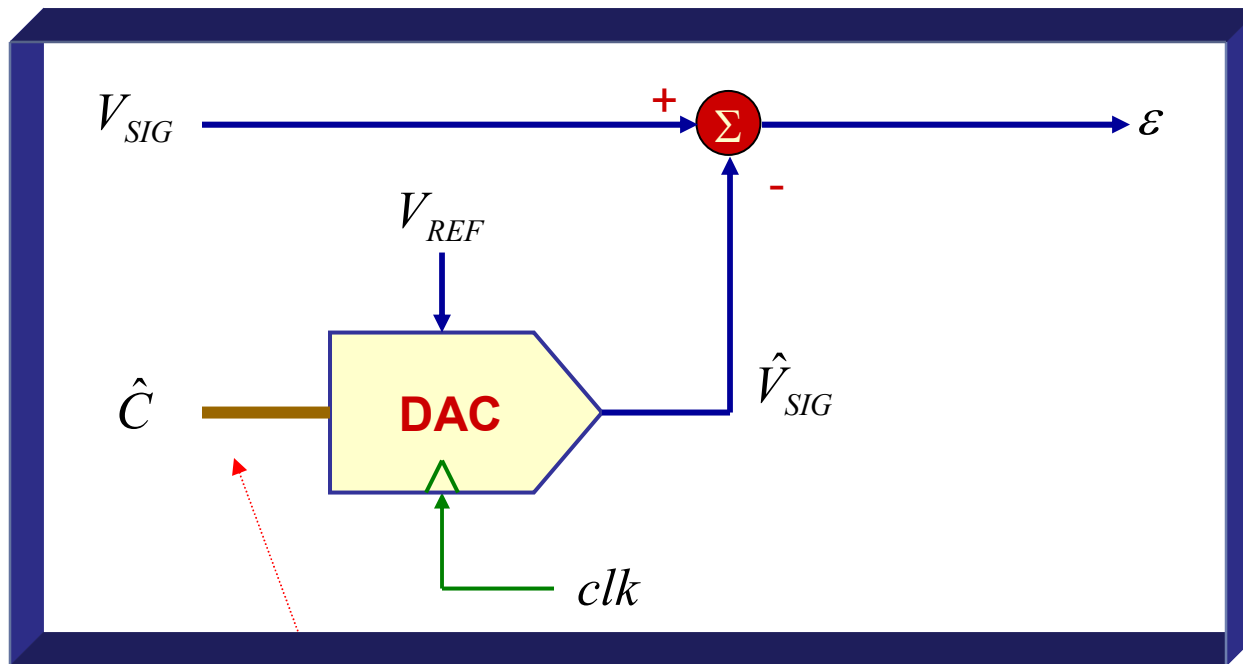 V_SIG
+
Σ
ε
-
V_REF
Ĉ
DAC
V̂_SIG
clk